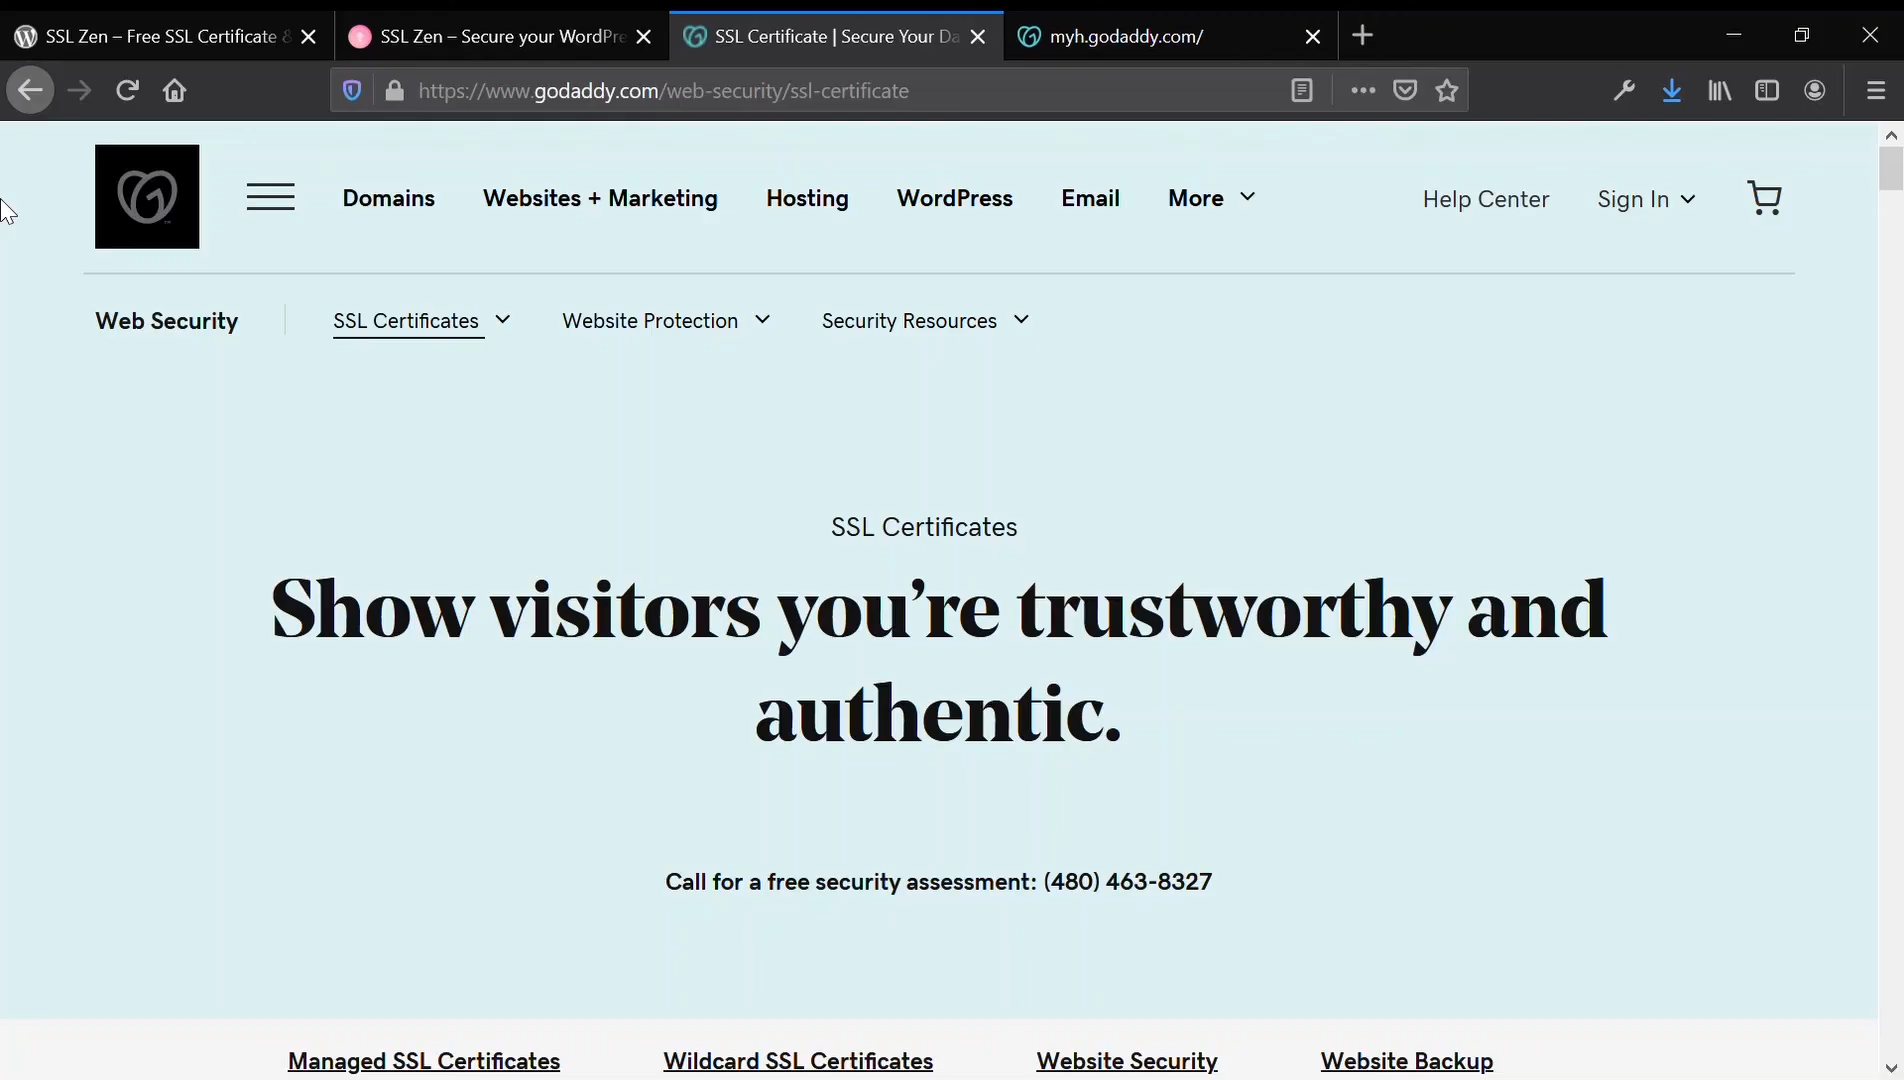 SSL Zen – Free SSL Certificate &
SSL Zen – Secure your WordPre
SSL Certificate | Secure Your Da
myh.godaddy.com/
https://www.godaddy.com/web-security/ssl-certificate
Domains
Websites + Marketing
Hosting
WordPress
Email
More
Help Center
Sign In
Web Security
SSL Certificates
Website Protection
Security Resources
SSL Certificates
Show visitors you’re trustworthy and
authentic.
Call for a free security assessment: (480) 463-8327
Managed SSL Certificates
Wildcard SSL Certificates
Website Security
Website Backup